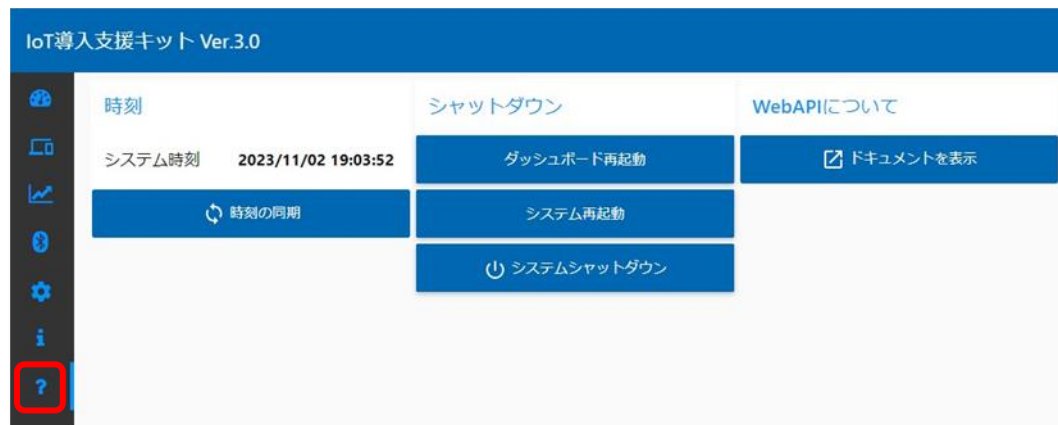 IoT導入支援キット Ver.3.0
時刻
システム時刻 2023/11/02 19:03:52
時刻の同期
シャットダウン
ダッシュボード再起動
システム再起動
システムシャットダウン
WebAPIについて
ドキュメントを表示